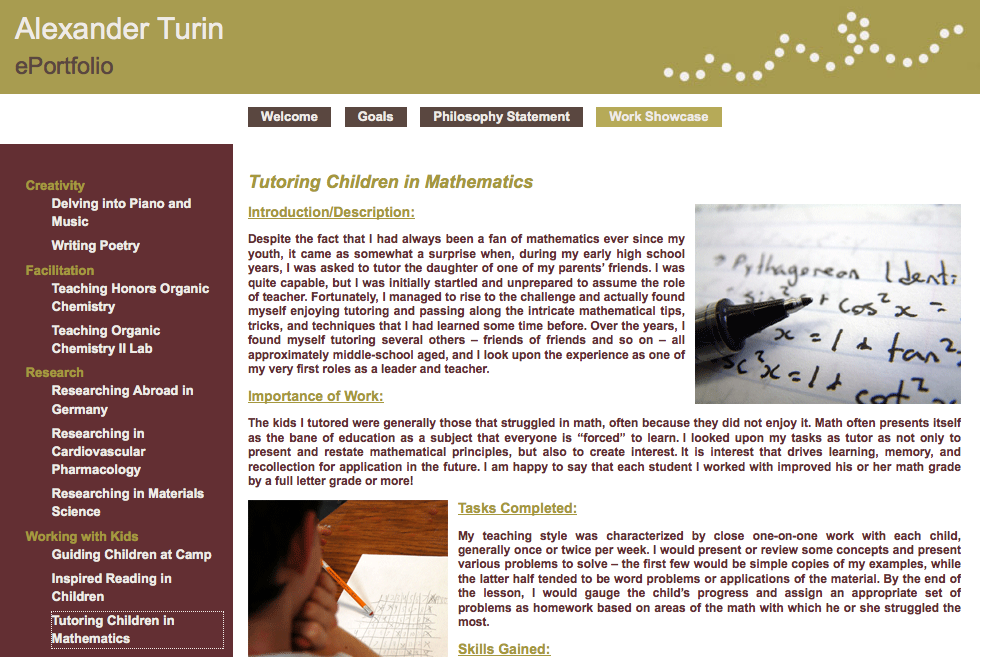 Alexander Turin
ePortfolio
Welcome
Goals
Philosophy Statement
Work Showcase
Creativity
Delving into Piano and
Music
Writing Poetry
Facilitation
Teaching Honors Organic
Chemistry
Teaching Organic
Chemistry II Lab
Research
Researching Abroad in
Germany
Researching in
Cardiovascular
Pharmacology
Researching in Materials
Science
Working with Kids
Guiding Children at Camp
Inspired Reading in
Children
Tutoring Children in
Mathematics
Tutoring Children in Mathematics
Introduction/Description:
Despite the fact that I had always been a fan of mathematics ever since my
youth, it came as somewhat a surprise when, during my early high school
years, I was asked to tutor the daughter of one of my parents' friends. I was
quite capable, but I was initially startled and unprepared to assume the role
of teacher. Fortunately, I managed to rise to the challenge and actually found
myself enjoying tutoring and passing along the intricate mathematical tips,
tricks, and techniques that I had learned some time before. Over the years, I
found myself tutoring several others – friends of friends and so on – all
approximately middle-school aged, and I look upon the experience as one of
my very first roles as a leader and teacher.
Pythagorean Identi
cos²x =
x = 1 + tan²
x = 1 + cot²
Importance of Work:
The kids I tutored were generally those that struggled in math, often because they did not enjoy it. Math often presents itself
as the bane of education as a subject that everyone is “forced” to learn. I looked upon my tasks as tutor as not only to
present and restate mathematical principles, but also to create interest. It is interest that drives learning, memory, and
recollection for application in the future. I am happy to say that each student I worked with improved his or her math grade
by a full letter grade or more!
Tasks Completed:
My teaching style was characterized by close one-on-one work with each child,
generally once or twice per week. I would present or review some concepts and present
various problems to solve – the first few would be simple copies of my examples, while
the latter half tended to be word problems or applications of the material. By the end of
the lesson, I would gauge the child's progress and assign an appropriate set of
problems as homework based on areas of the math with which he or she struggled the
most.
Skills Gained: